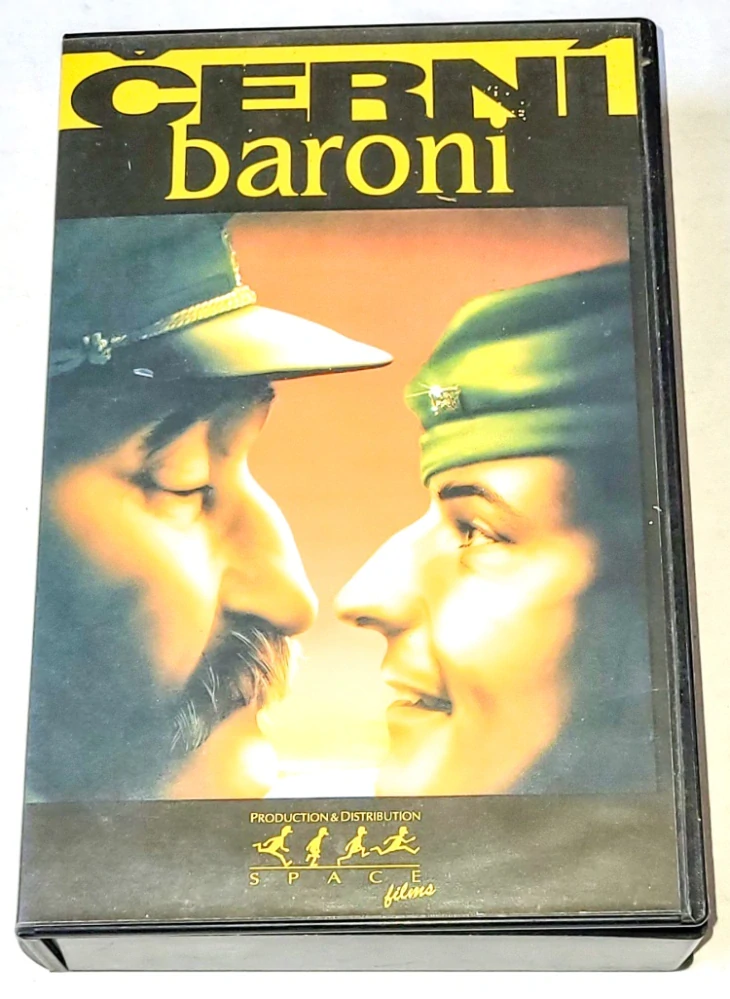 ČERNÍ
baroni
PRODUCTION & DISTRIBUTION
SPACE
films